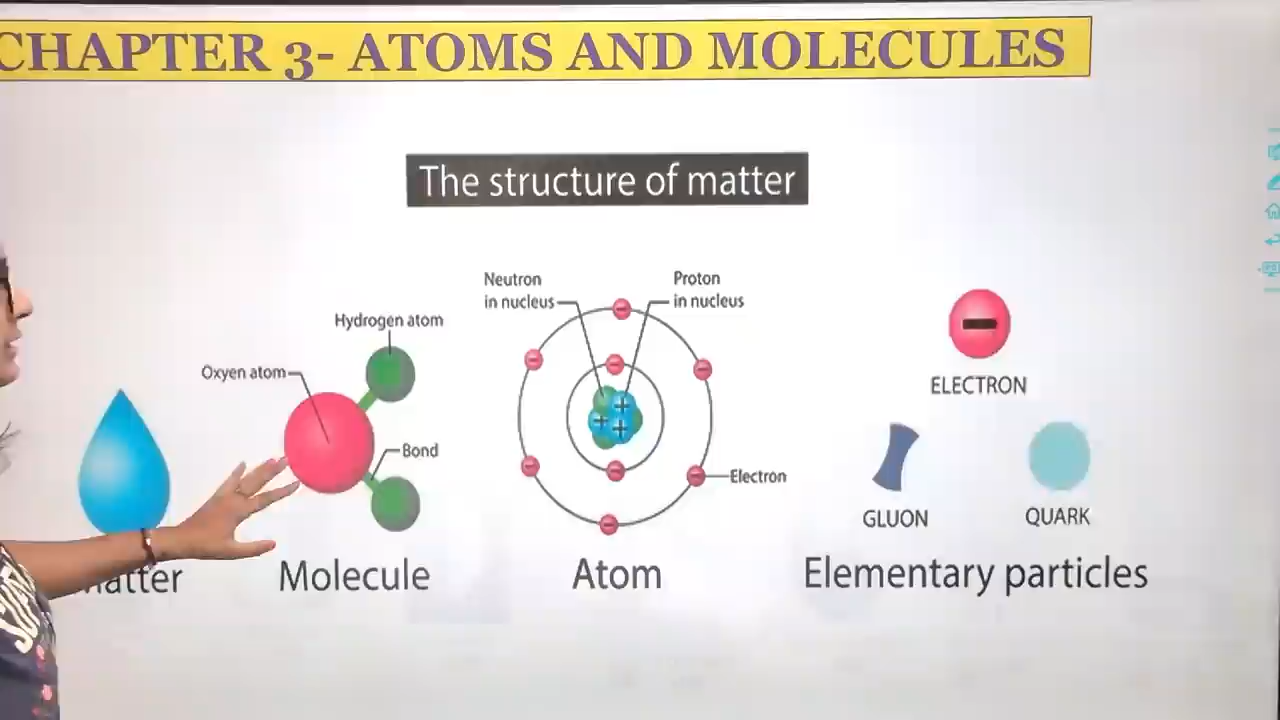 CHAPTER 3- ATOMS AND MOLECULES
The structure of matter
Neutron
in nucleus
Proton
in nucleus
Hydrogen atom
Oxyen atom
Bond
Electron
ELECTRON
GLUON
QUARK
Molecule
Atom
Elementary particles